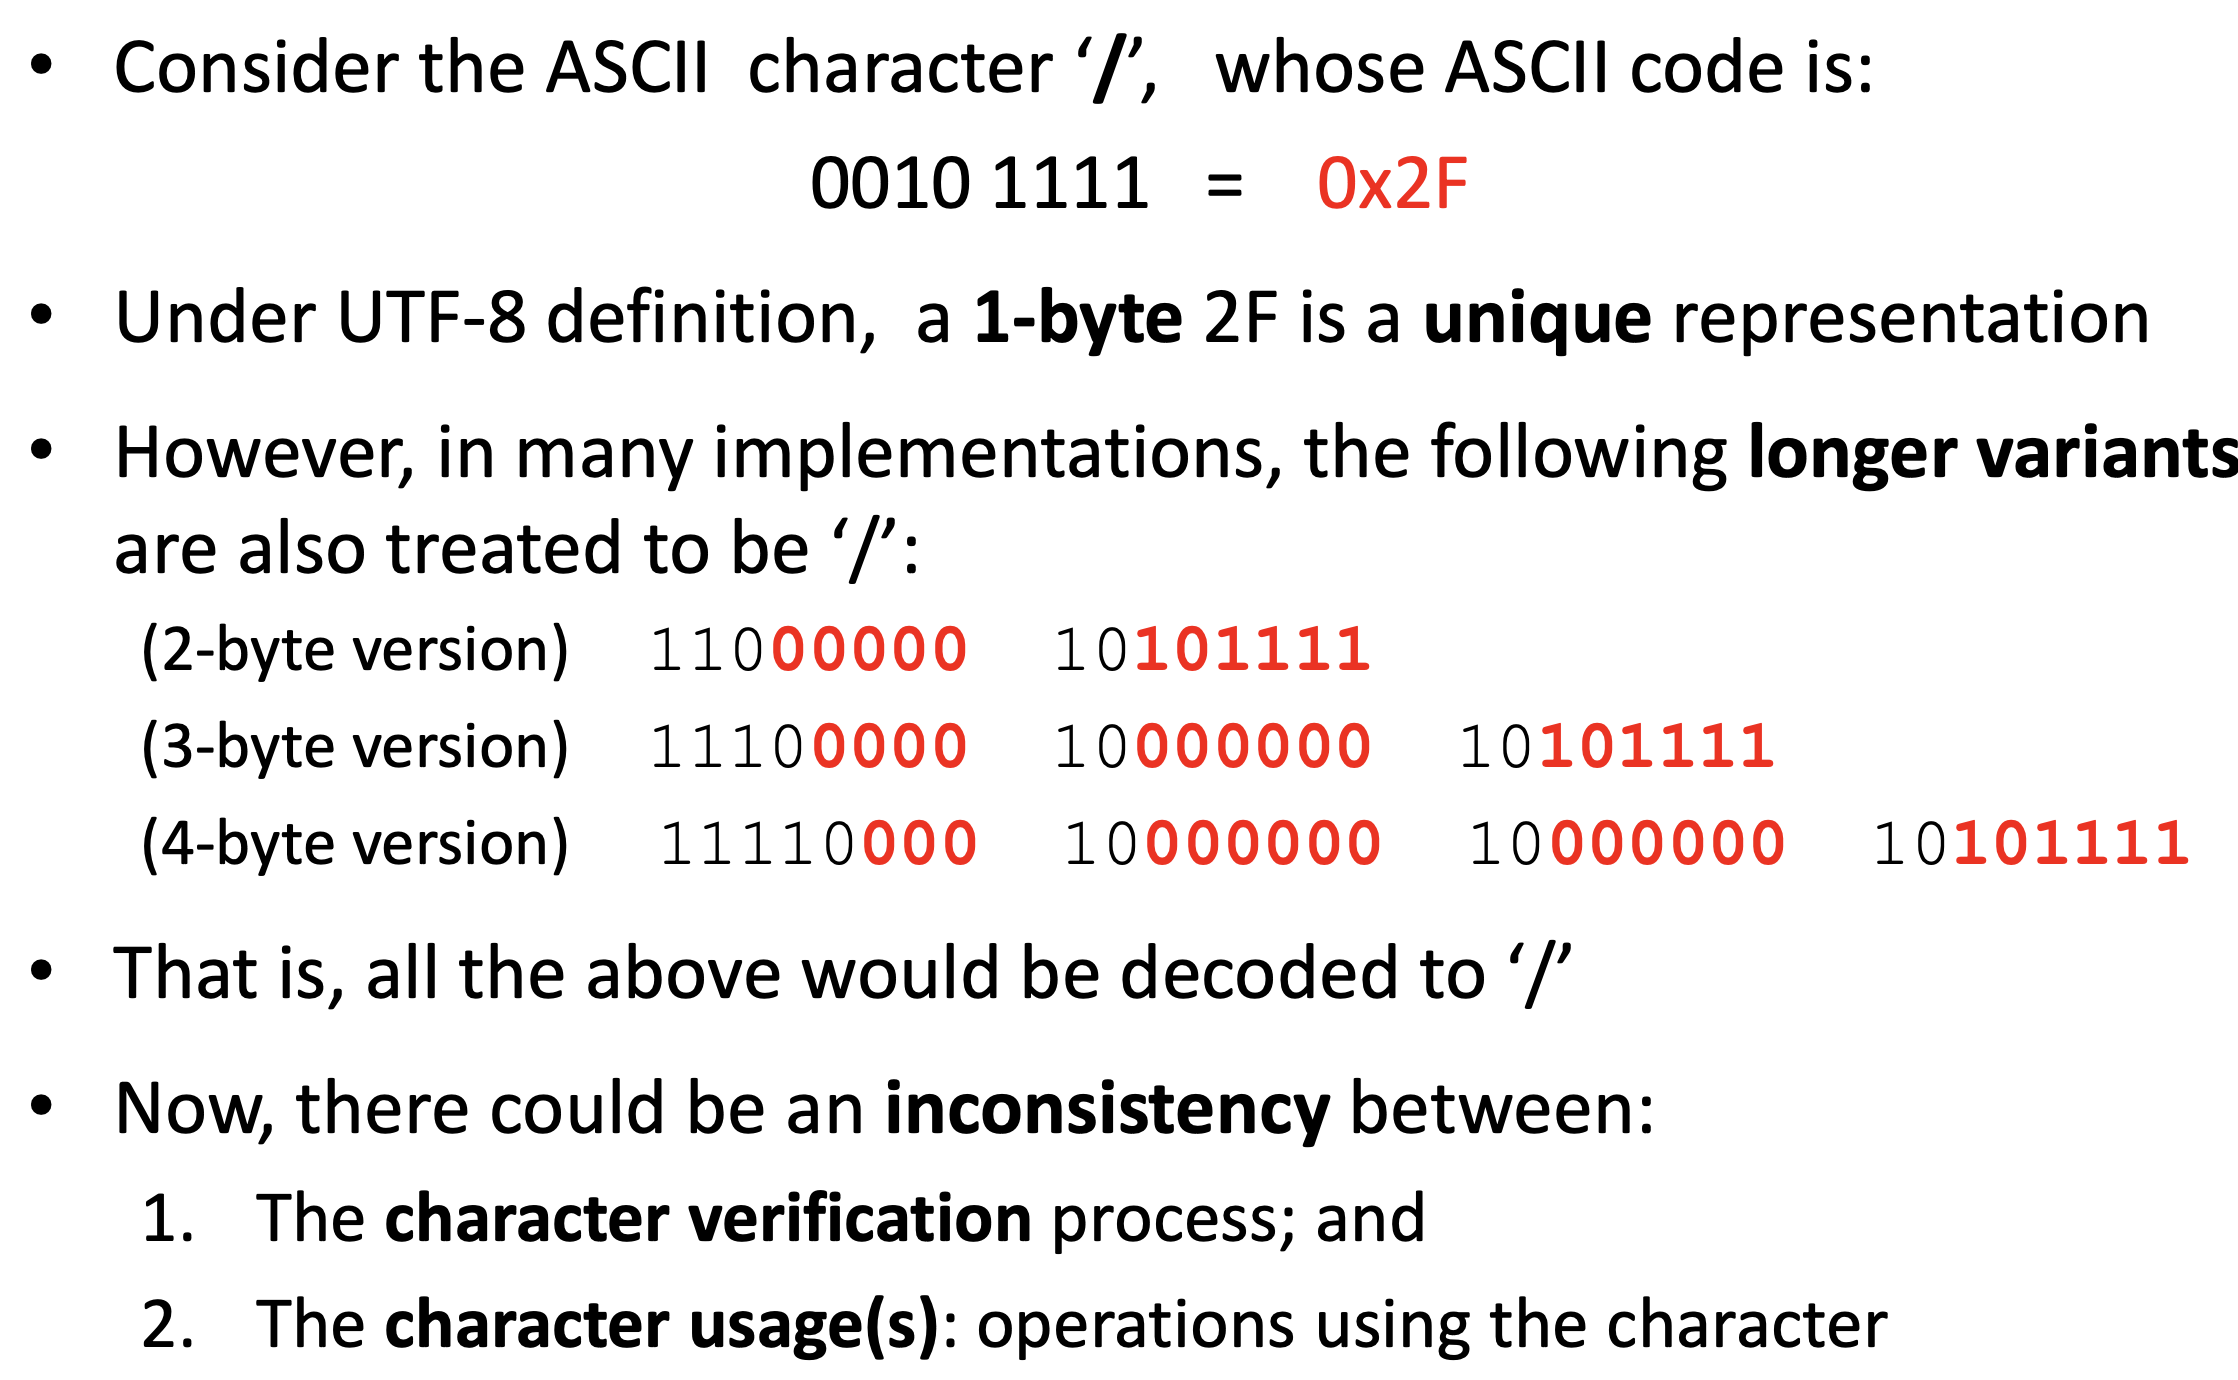 • Consider the ASCII character ‘/’, whose ASCII code is:
0010 1111 = 0x2F
• Under UTF-8 definition, a 1-byte 2F is a unique representation
• However, in many implementations, the following longer variants
are also treated to be ‘/’:
(2-byte version) 11000000 10101111
(3-byte version) 11100000 10000000 10101111
(4-byte version) 11110000 10000000 10000000 10101111
• That is, all the above would be decoded to ‘/’
• Now, there could be an inconsistency between:
1. The character verification process; and
2. The character usage(s): operations using the character